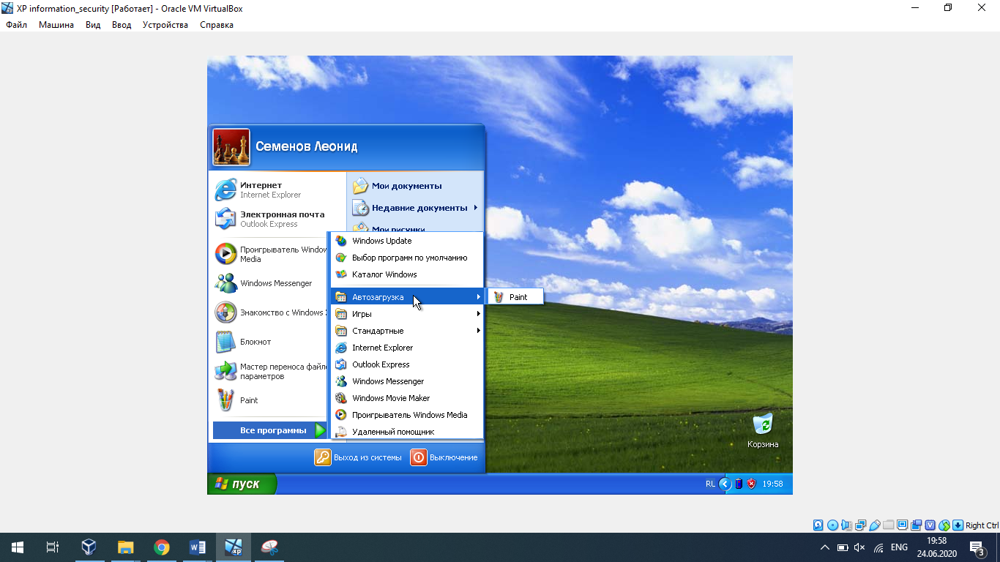 XP information_security [Работает] - Oracle VM VirtualBox
Файл Машина Вид Ввод Устройства Справка
Семенов Леонид
Интернет
Internet Explorer
Электронная почта
Outlook Express
Проигрыватель Window
Media
Windows Messenger
Знакомство с Windows
Блокнот
Мастер переноса файло
параметров
Paint
Все программы
Мои документы
Недавние документы
Мои рисунки
Windows Update
Выбор программ по умолчанию
Каталог Windows
Автозагрузка
Paint
Игры
Стандартные
Internet Explorer
Outlook Express
Windows Messenger
Windows Movie Maker
Проигрыватель Windows Media
Удаленный помощник
Выход из системы
Выключение
Корзина
пуск
RL
19:58
Right Ctrl
W
xp
ENG
19:58
24.06.2020
3